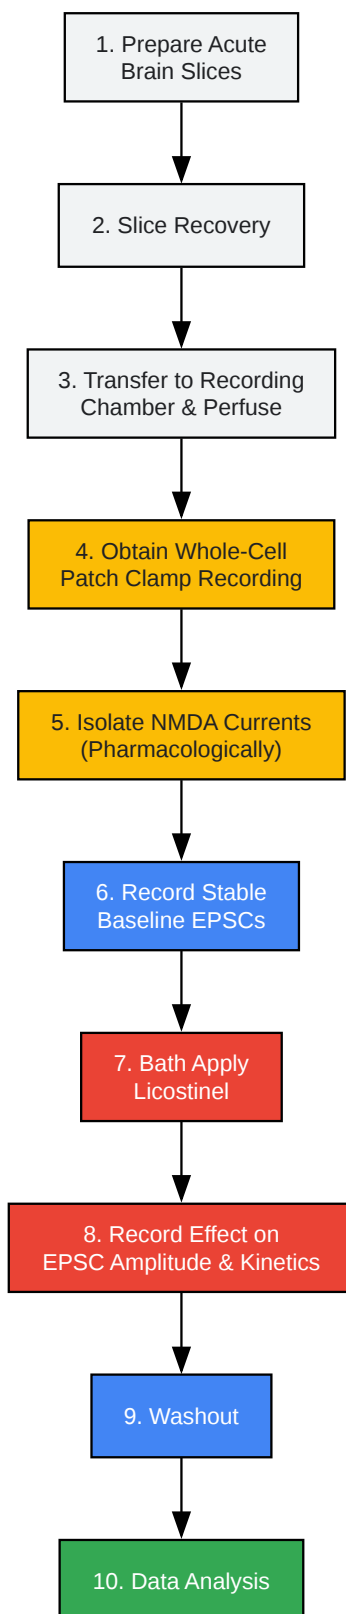 1. Prepare Acute
Brain Slices
2. Slice Recovery
3. Transfer to Recording
Chamber & Perfuse
4. Obtain Whole-Cell
Patch Clamp Recording
5. Isolate NMDA Currents
(Pharmacologically)
6. Record Stable
Baseline EPSCs
7. Bath Apply
Licostinel
8. Record Effect on
EPSC Amplitude & Kinetics
9. Washout
10. Data Analysis